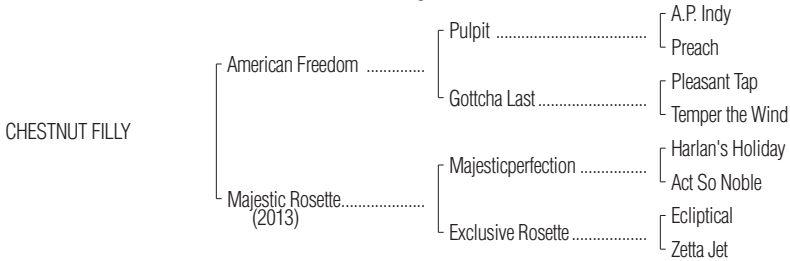 A.P. Indy
Pulpit ..................................
Preach
American Freedom ..............
Pleasant Tap
Gottcha Last.........................
Temper the Wind
CHESTNUT FILLY
Harlan's Holiday
Majesticperfection ...............
Act So Noble
Majestic Rosette...................
(2013)
Ecliptical
Exclusive Rosette.................
Zetta Jet